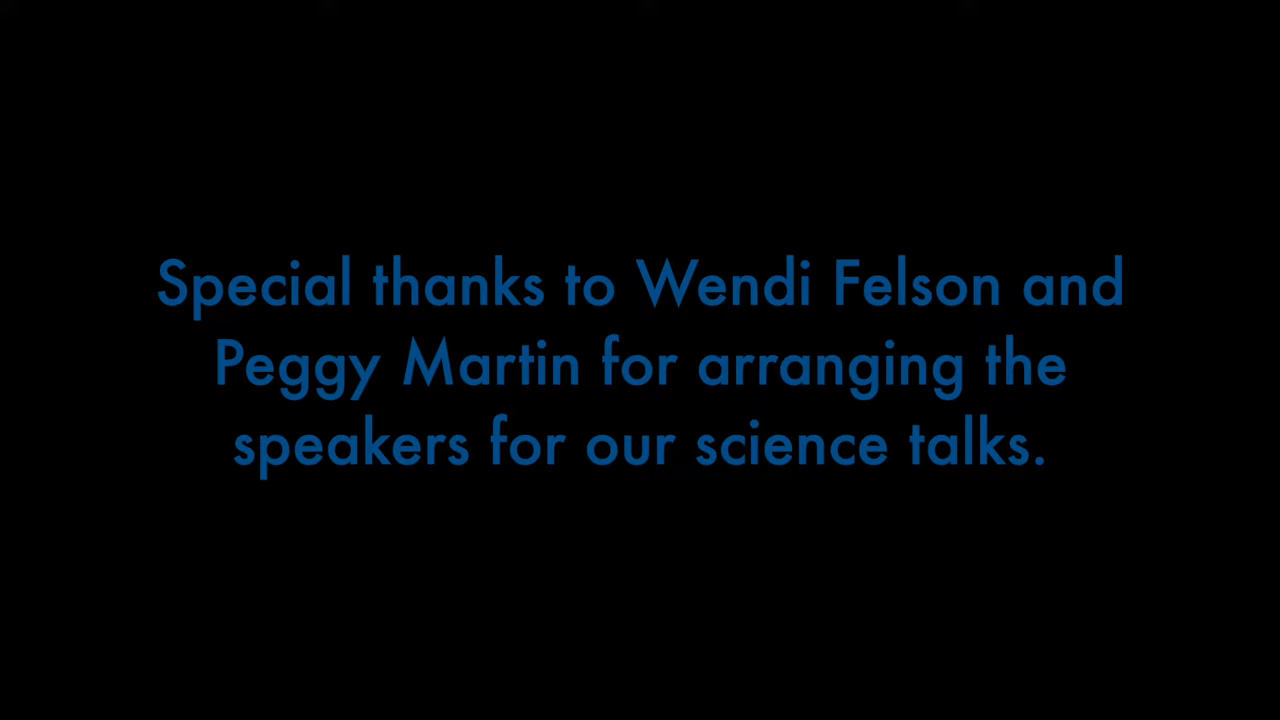 Special thanks to Wendi Felson and
Peggy Martin for arranging the
speakers for our science talks.